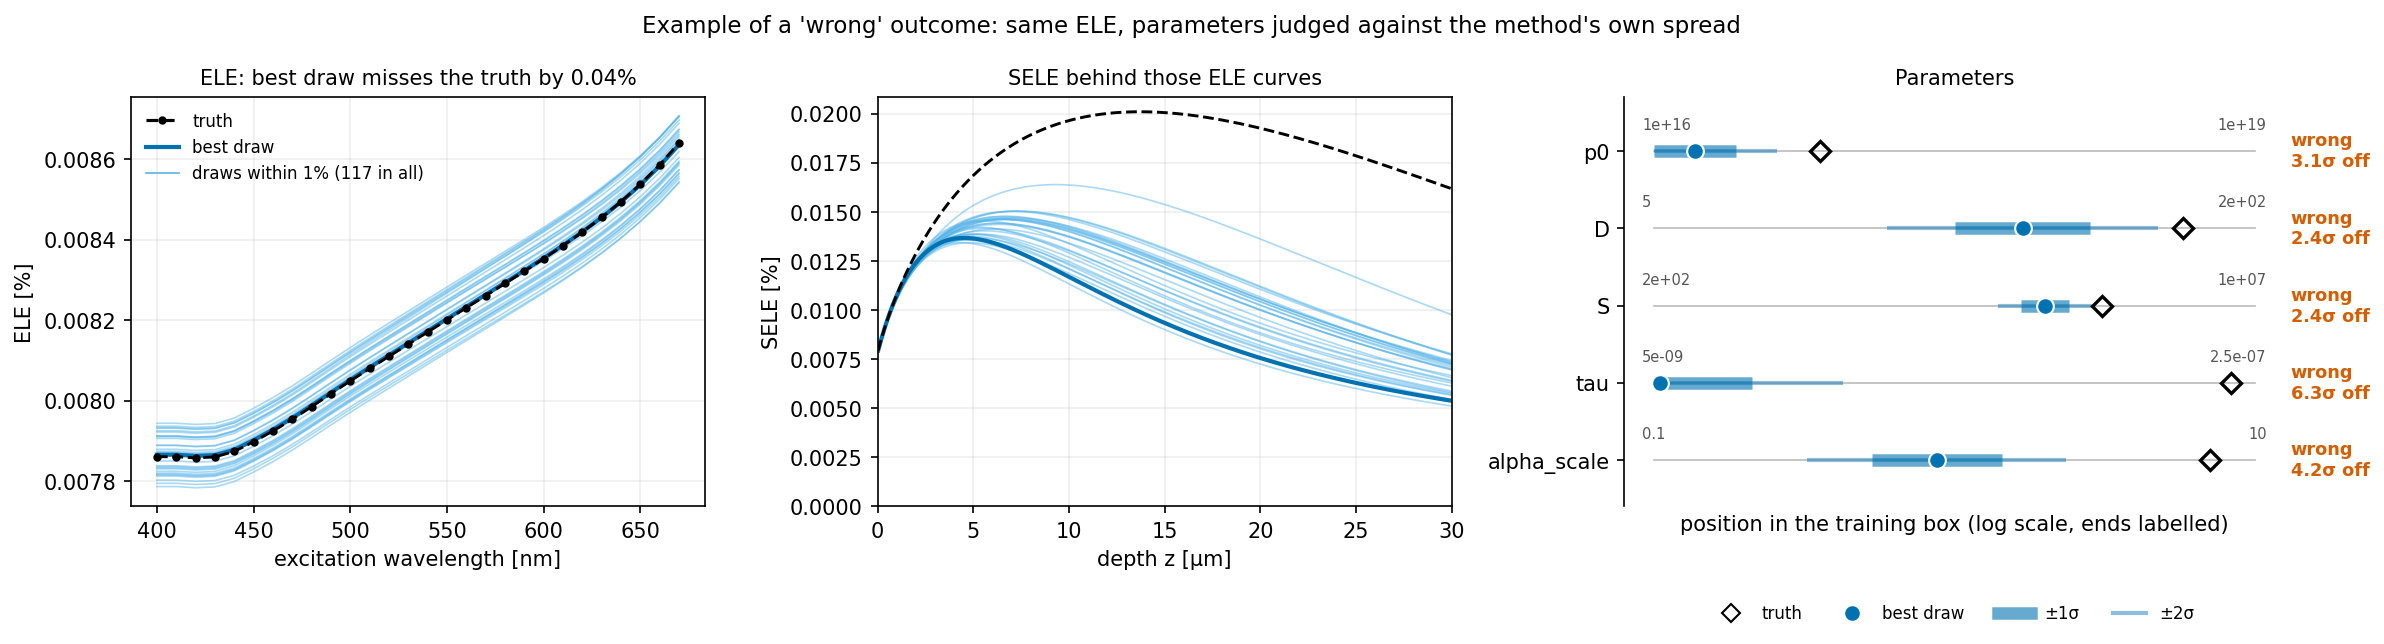 Example of a 'wrong' outcome: same ELE, parameters judged against the method's own spread
ELE: best draw misses the truth by 0.04%
truth
best draw
draws within 1% (117 in all)
ELE [%]
0.0086
0.0084
0.0082
0.0080
0.0078
400
450
500
550
600
650
excitation wavelength [nm]
SELE behind those ELE curves
SELE [%]
0.0200
0.0175
0.0150
0.0125
0.0100
0.0075
0.0050
0.0025
0.0000
0
5
10
15
20
25
30
depth z [µm]
Parameters
1e+16
1e+19
p0
wrong
3.1σ off
5
2e+02
D
wrong
2.4σ off
2e+02
1e+07
S
wrong
2.4σ off
5e-09
2.5e-07
tau
wrong
6.3σ off
0.1
10
alpha_scale
wrong
4.2σ off
position in the training box (log scale, ends labelled)
truth
best draw
±1σ
±2σ